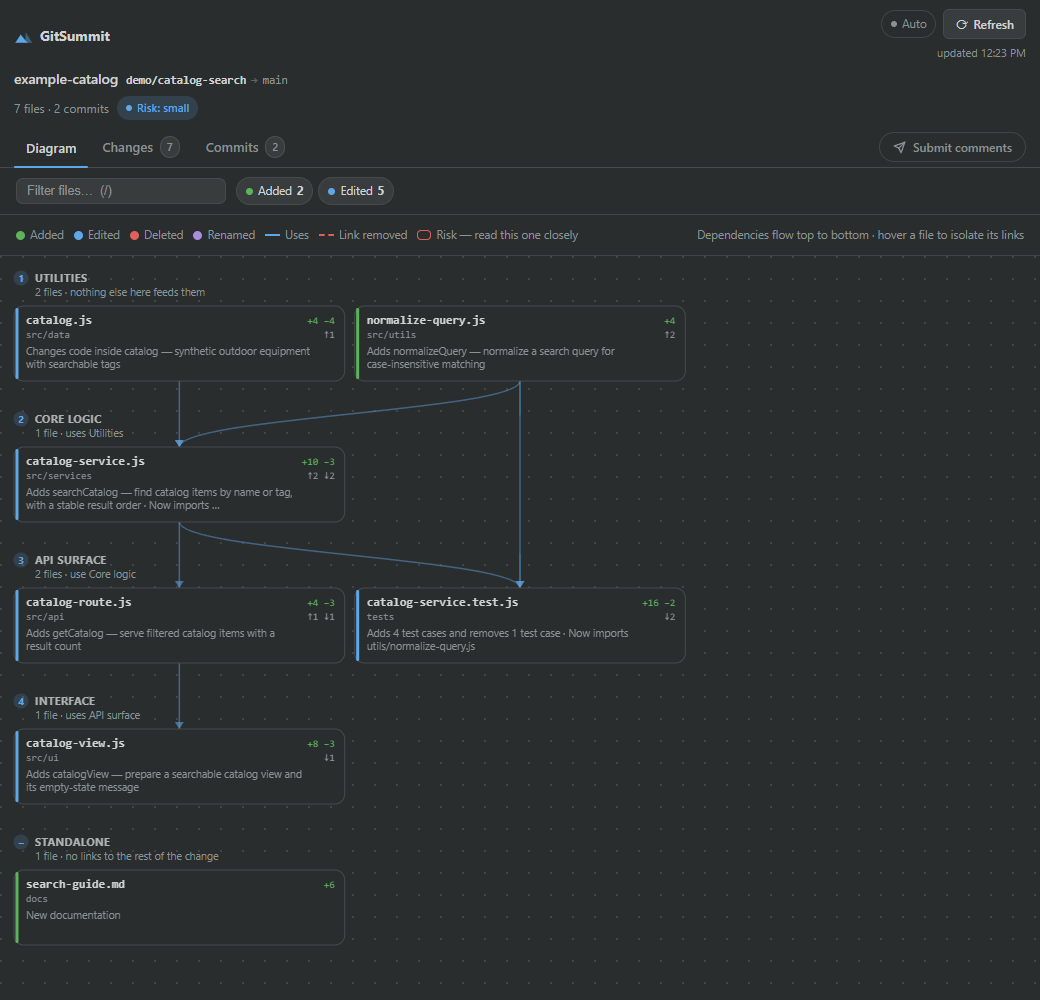 GitSummit
Auto
Refresh
updated 12:23 PM
example-catalog demo/catalog-search → main
7 files · 2 commits
Risk: small
Diagram
Changes 7
Commits 2
Submit comments
Filter files... (/)
Added 2
Edited 5
Added
Edited
Deleted
Renamed
Uses
Link removed
Risk — read this one closely
Dependencies flow top to bottom · hover a file to isolate its links
1 UTILITIES
2 files · nothing else here feeds them
catalog.js +4 −4
src/data ↑1
Changes code inside catalog — synthetic outdoor equipment
with searchable tags
normalize-query.js +4
src/utils ↑2
Adds normalizeQuery — normalize a search query for
case-insensitive matching
2 CORE LOGIC
1 file · uses Utilities
catalog-service.js +10 −3
src/services ↑2 ↓2
Adds searchCatalog — find catalog items by name or tag,
with a stable result order · Now imports ...
3 API SURFACE
2 files · use Core logic
catalog-route.js +4 −3
src/api ↑1 ↓1
Adds getCatalog — serve filtered catalog items with a
result count
catalog-service.test.js +16 −2
tests ↓2
Adds 4 test cases and removes 1 test case · Now imports
utils/normalize-query.js
4 INTERFACE
1 file · uses API surface
catalog-view.js +8 −3
src/ui ↓1
Adds catalogView — prepare a searchable catalog view and
its empty-state message
– STANDALONE
1 file · no links to the rest of the change
search-guide.md +6
docs
New documentation